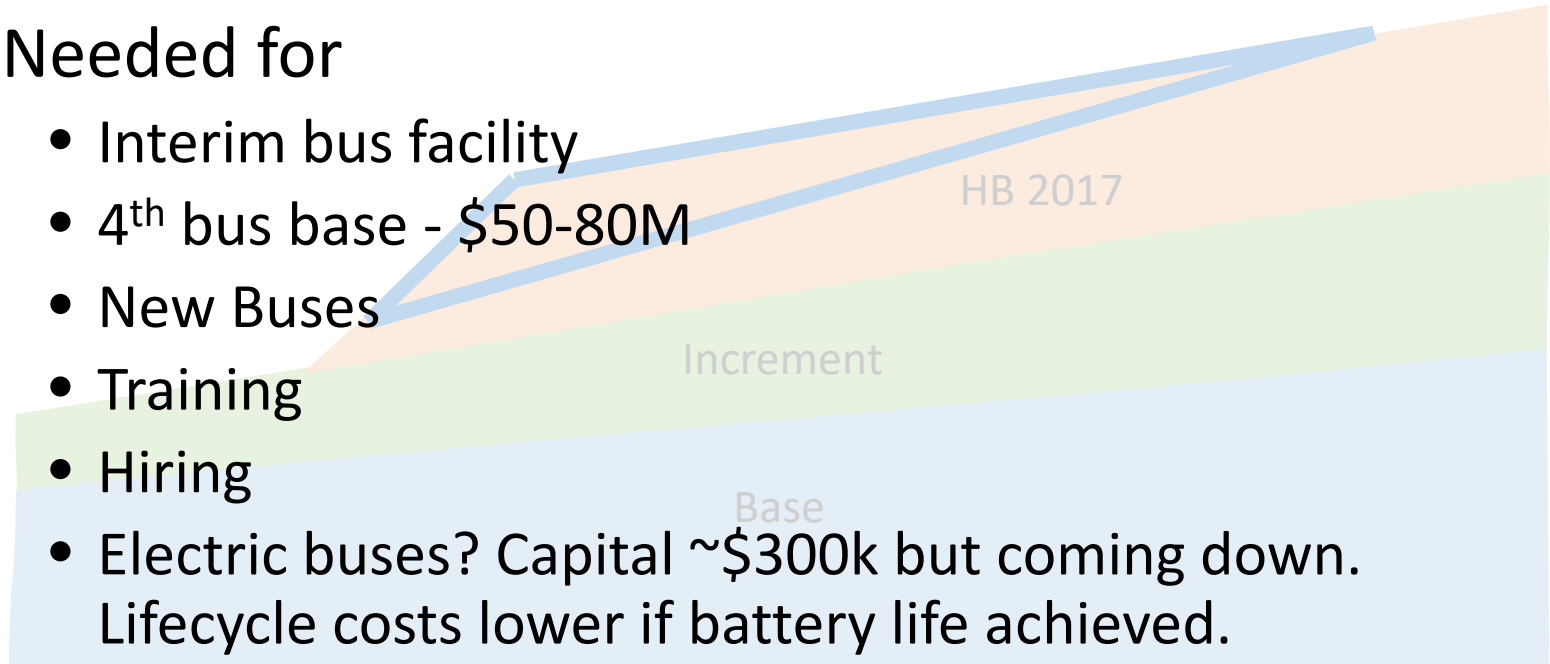 Needed for
• Interim bus facility
• 4th bus base - $50-80M
HB 2017
• New Buses
Increment
• Training
• Hiring
Base
• Electric buses? Capital ~$300k but coming down.
Lifecycle costs lower if battery life achieved.